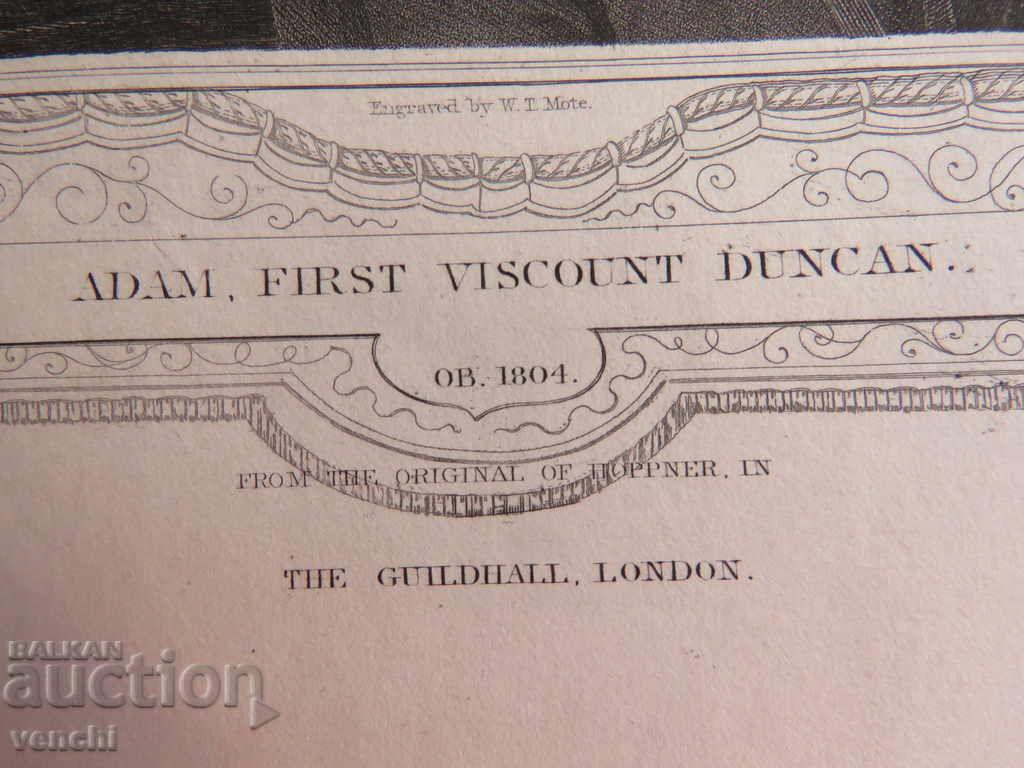 Engraved by W. T. Mote.
ADAM, FIRST VISCOUNT DUNCAN.
OB. 1804.
FROM THE ORIGINAL OF HOPPNER, IN
THE GUILDHALL, LONDON.
BALKAN
auction
venchi